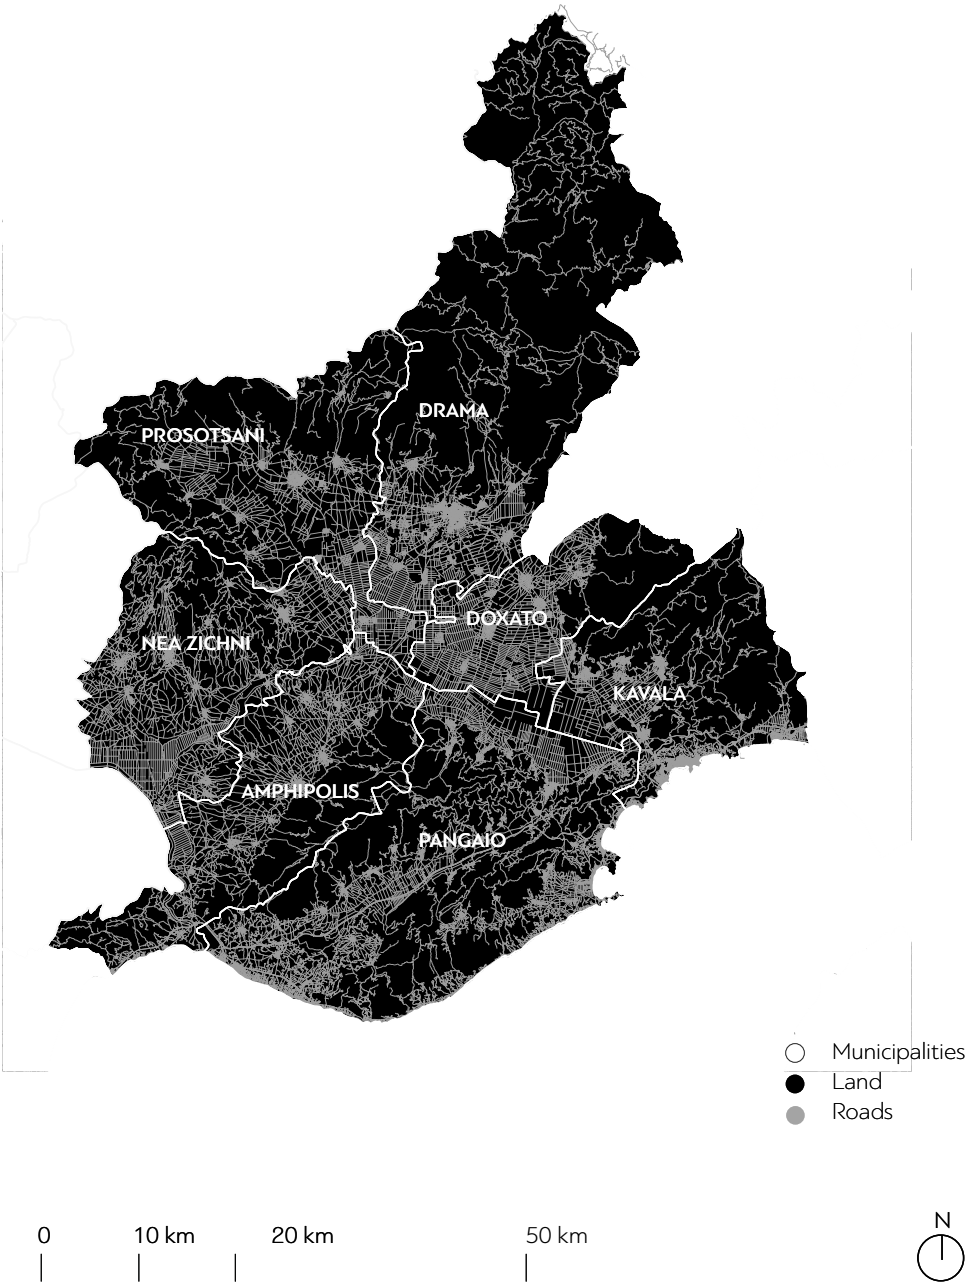 DRAMA
PROSOTSANI
DOXATO
NEA ZICHNI
KAVALA
AMPHIPOLIS
PANGAIO
Municipalities
Land
Roads
0 10 km 20 km 50 km
N